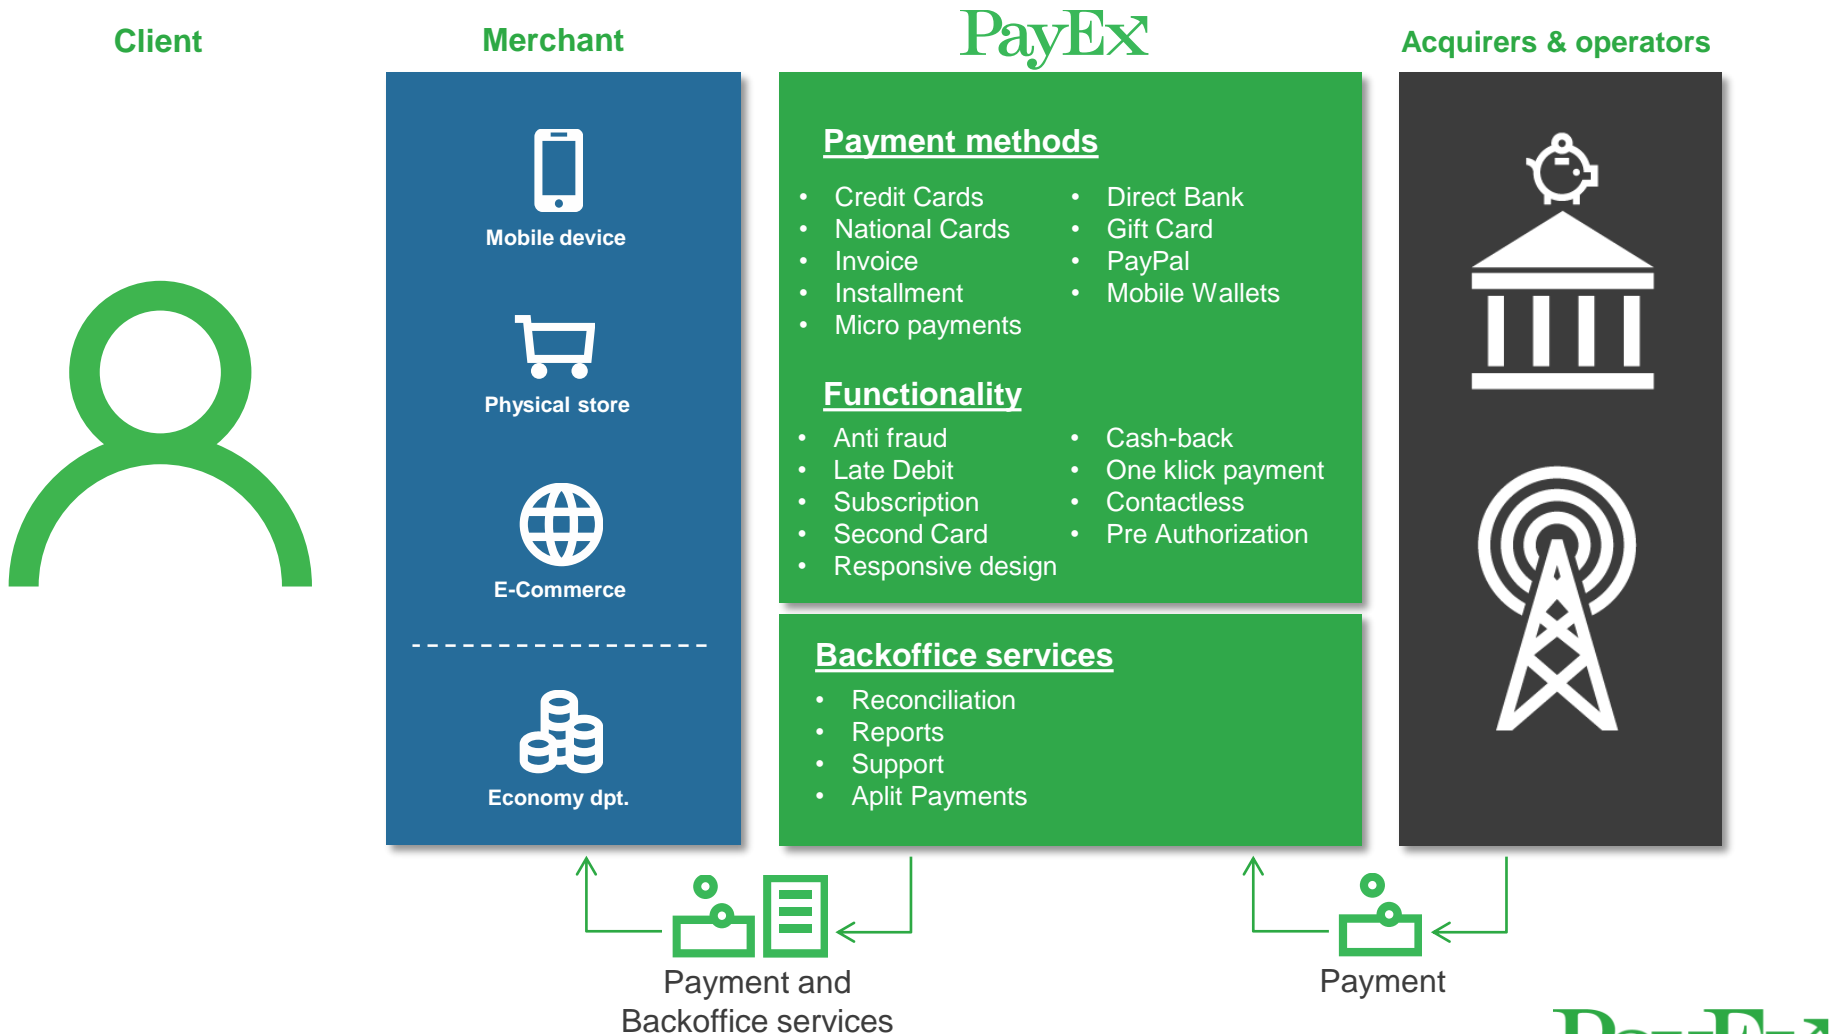 Client
Merchant
PayEx
Acquirers & operators
Mobile device
Physical store
E-Commerce
Economy dpt.
Payment methods
• Credit Cards
• National Cards
• Invoice
• Installment
• Micro payments
• Direct Bank
• Gift Card
• PayPal
• Mobile Wallets
Functionality
• Anti fraud
• Late Debit
• Subscription
• Second Card
• Responsive design
• Cash-back
• One klick payment
• Contactless
• Pre Authorization
Backoffice services
• Reconciliation
• Reports
• Support
• Aplit Payments
Payment and
Backoffice services
Payment
PayEx